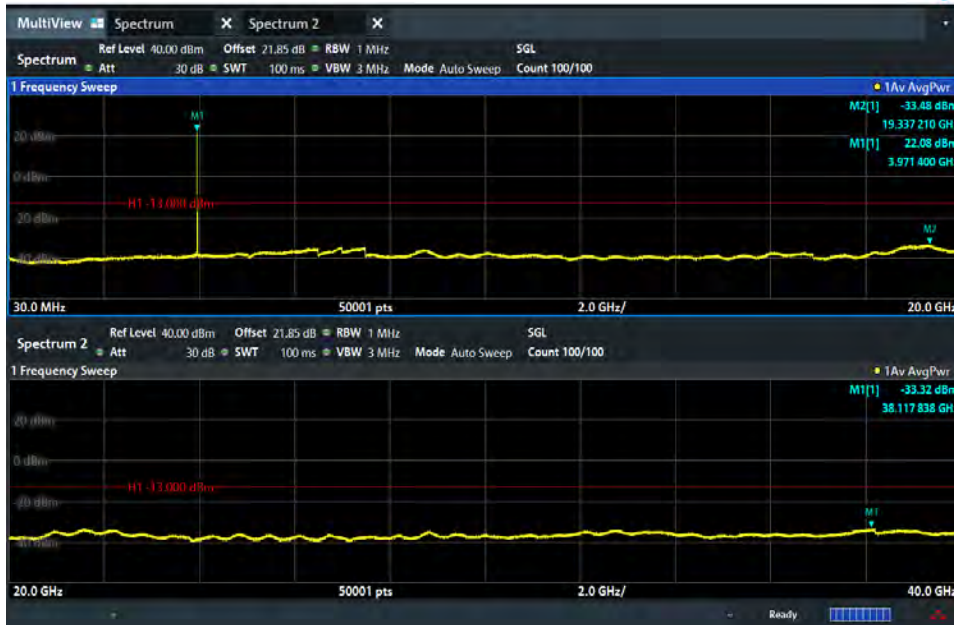 MultiView Spectrum X Spectrum 2 X
Spectrum Ref Level 40.00 dBm Offset 21.85 dB RBW 1 MHz SGL
Att 30 dB SWT 100 ms VBW 3 MHz Mode Auto Sweep Count 100/100
1 Frequency Sweep 1Av AvgPwr
M2[1] -33.48 dBm
19.337 210 GH
M1[1] 22.08 dBm
3.971 400 GH
M1
20 dBm
0 dBm
H1 -13.000 dBm
-20 dBm
M2
-40 dBm
30.0 MHz 50001 pts 2.0 GHz/ 20.0 GHz
Spectrum 2 Ref Level 40.00 dBm Offset 21.85 dB RBW 1 MHz SGL
Att 30 dB SWT 100 ms VBW 3 MHz Mode Auto Sweep Count 100/100
1 Frequency Sweep 1Av AvgPwr
M1[1] -33.32 dBm
38.117 838 GH
20 dBm
0 dBm
H1 -13.000 dBm
-20 dBm
M1
-40 dBm
20.0 GHz 50001 pts 2.0 GHz/ 40.0 GHz
Ready